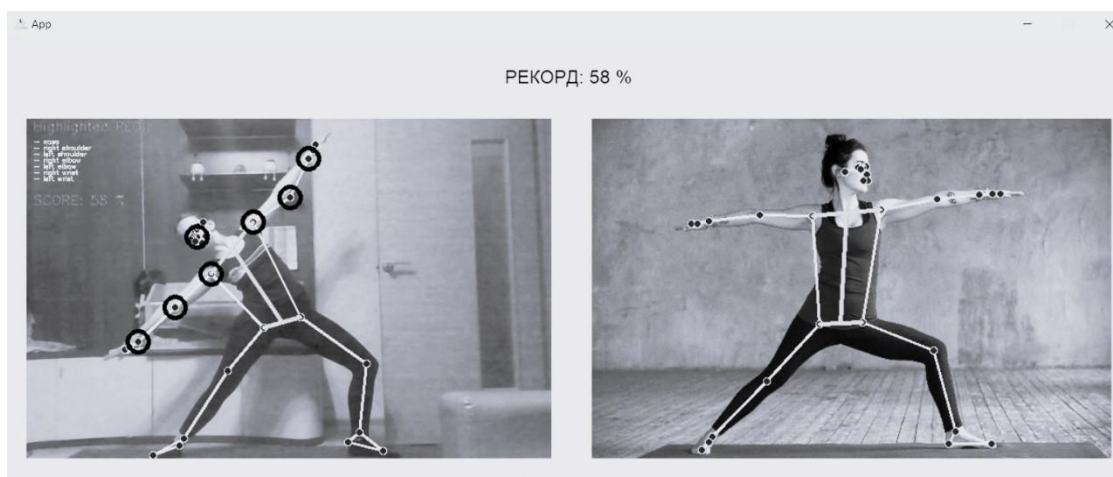 App
РЕКОРД: 58 %
Highlighted RED:
- nose
- right shoulder
- left shoulder
- right elbow
- left elbow
- right wrist
- left wrist
SCORE: 58 %